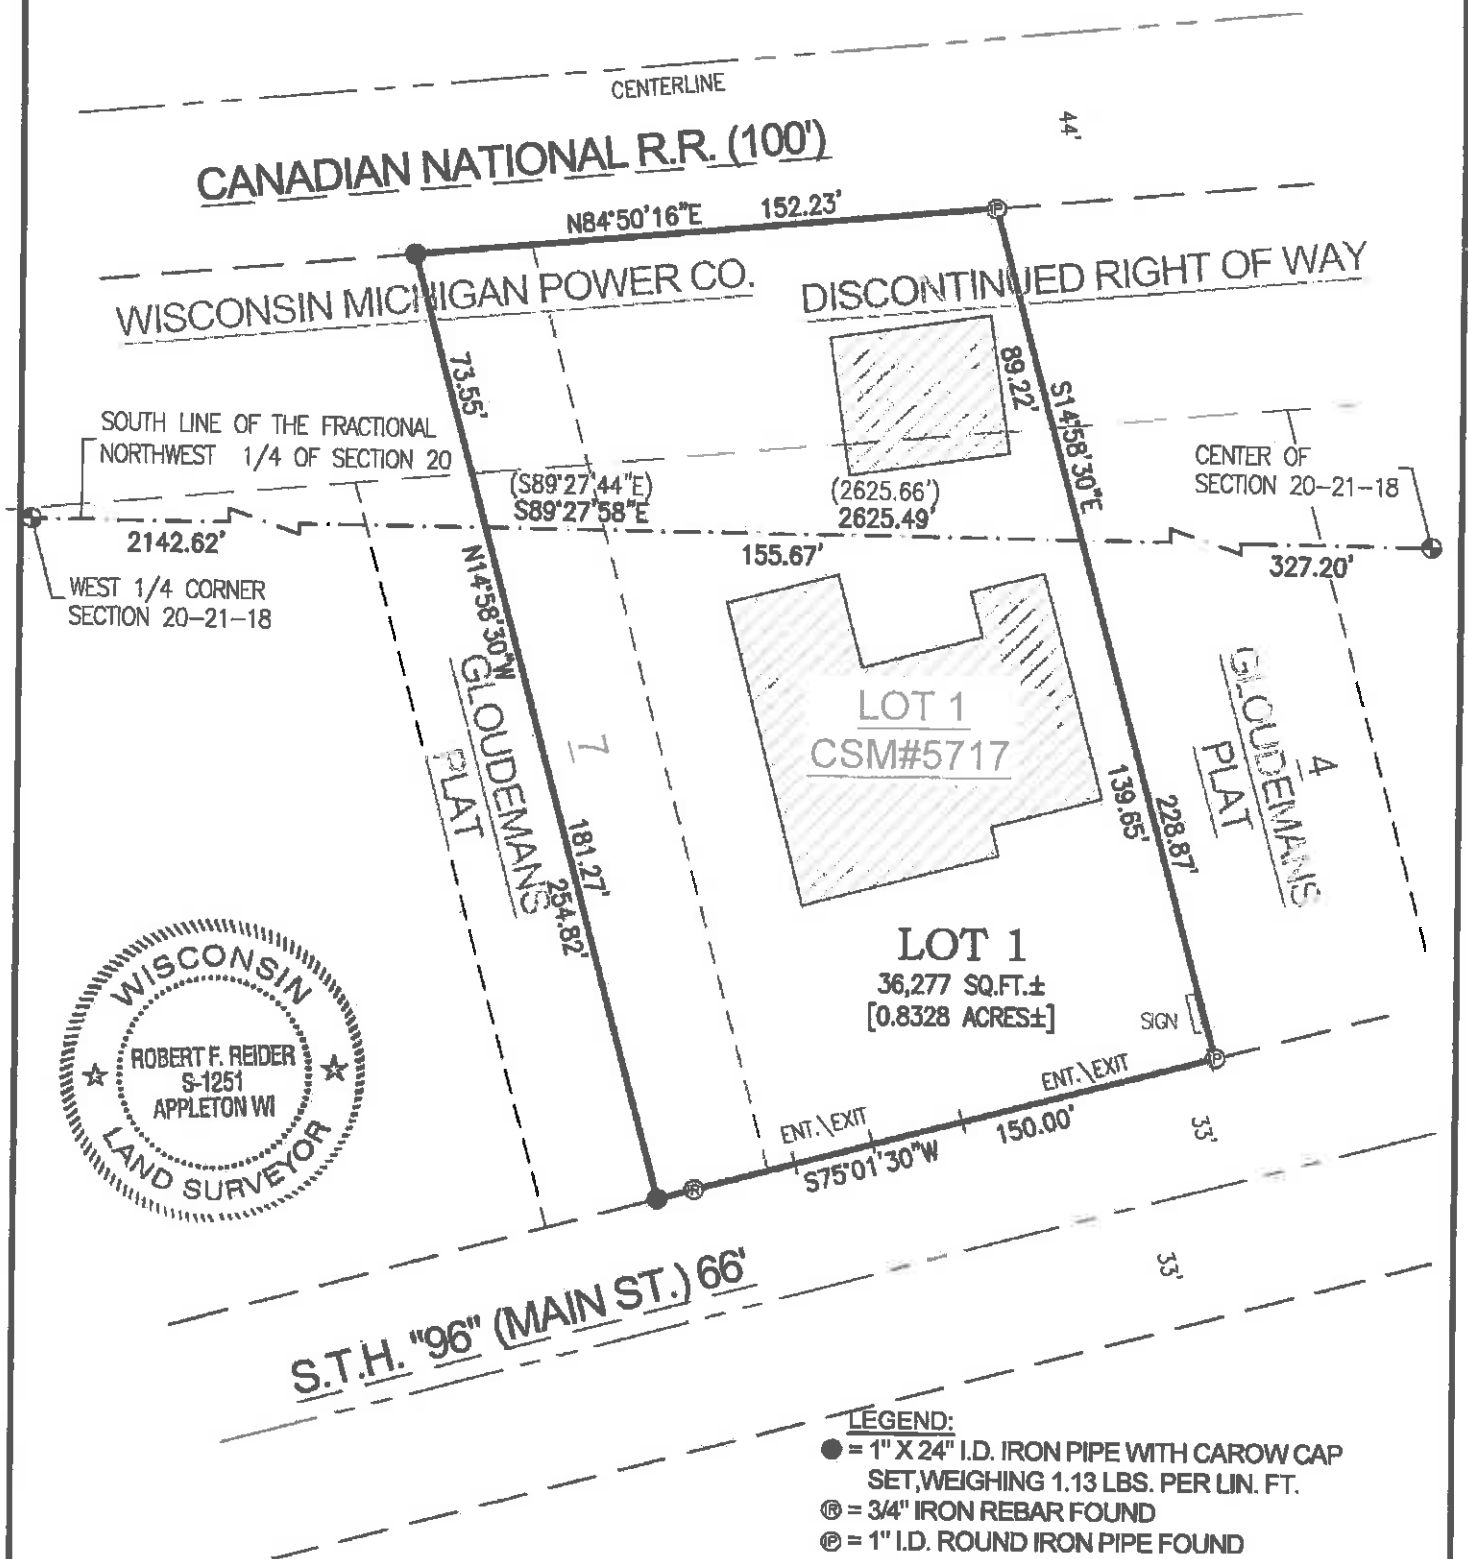 CENTERLINE
44'
CANADIAN NATIONAL R.R. (100')
N84°50'16"E 152.23'
WISCONSIN MICHIGAN POWER CO.
DISCONTINUED RIGHT OF WAY
73.55'
89.22'
S14°58'30"E
SOUTH LINE OF THE FRACTIONAL
NORTHWEST 1/4 OF SECTION 20
CENTER OF
SECTION 20-21-18
(S89°27'44"E)
S89°27'58"E
(2625.66')
2625.49'
2142.62'
155.67'
327.20'
WEST 1/4 CORNER
SECTION 20-21-18
N14°58'30"W
GLOUDEMANS
PLAT
7
LOT 1
CSM#5717
4
GLOUDEMANS
PLAT
139.65'
228.87'
181.27'
254.82'
LOT 1
36,277 SQ.FT.±
[0.8328 ACRES±]
SIGN
WISCONSIN
ROBERT F. REIDER
S-1251
APPLETON WI
LAND SURVEYOR
ENT.\EXIT
ENT.\EXIT
150.00'
S75°01'30"W
33'
33'
S.T.H. "96" (MAIN ST.) 66'
LEGEND:
= 1" X 24" I.D. IRON PIPE WITH CAROW CAP
SET,WEIGHING 1.13 LBS. PER LIN. FT.
Ⓡ = 3/4" IRON REBAR FOUND
Ⓟ = 1" I.D. ROUND IRON PIPE FOUND